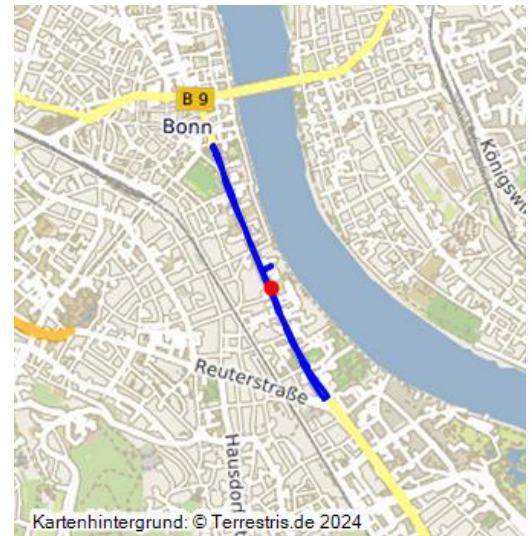 B 9
Bonn
Königswi
Reuterstraße
Hausdorf
Kartenhintergrund: © Terrestris.de 2024